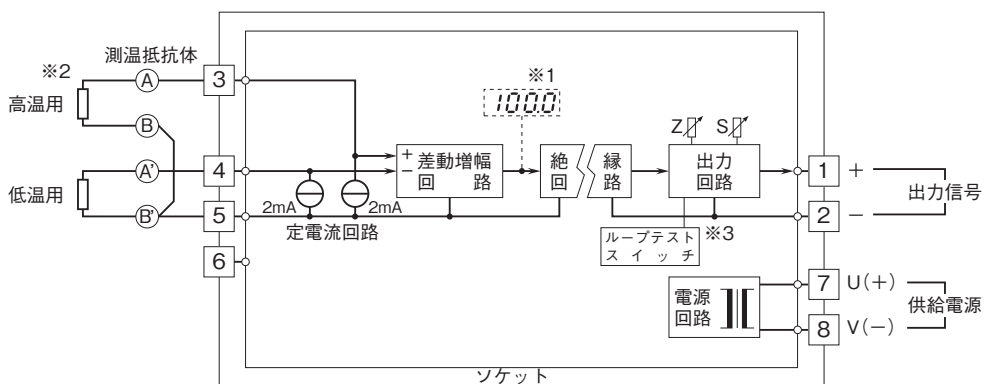 測温抵抗体
※2
高温用
A
B
低温用
A'
B'
3
4
5
6
2mA
2mA
定電流回路
+
−
差動増幅
回 路
※1
100.0
絶
回
縁
路
Z
S
出力
回路
ループテスト
ス イ ッ チ
※3
電源
回路
ソケット
1
+
2
−
出力信号
7
U(+)
8
V(−)
供給電源